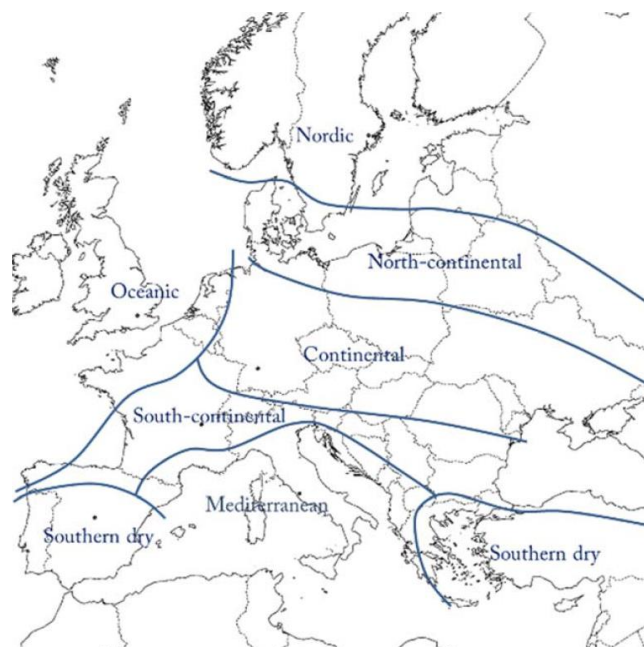 Nordic
North-continental
Oceanic
Continental
South-continental
Mediterranean
Southern dry
Southern dry